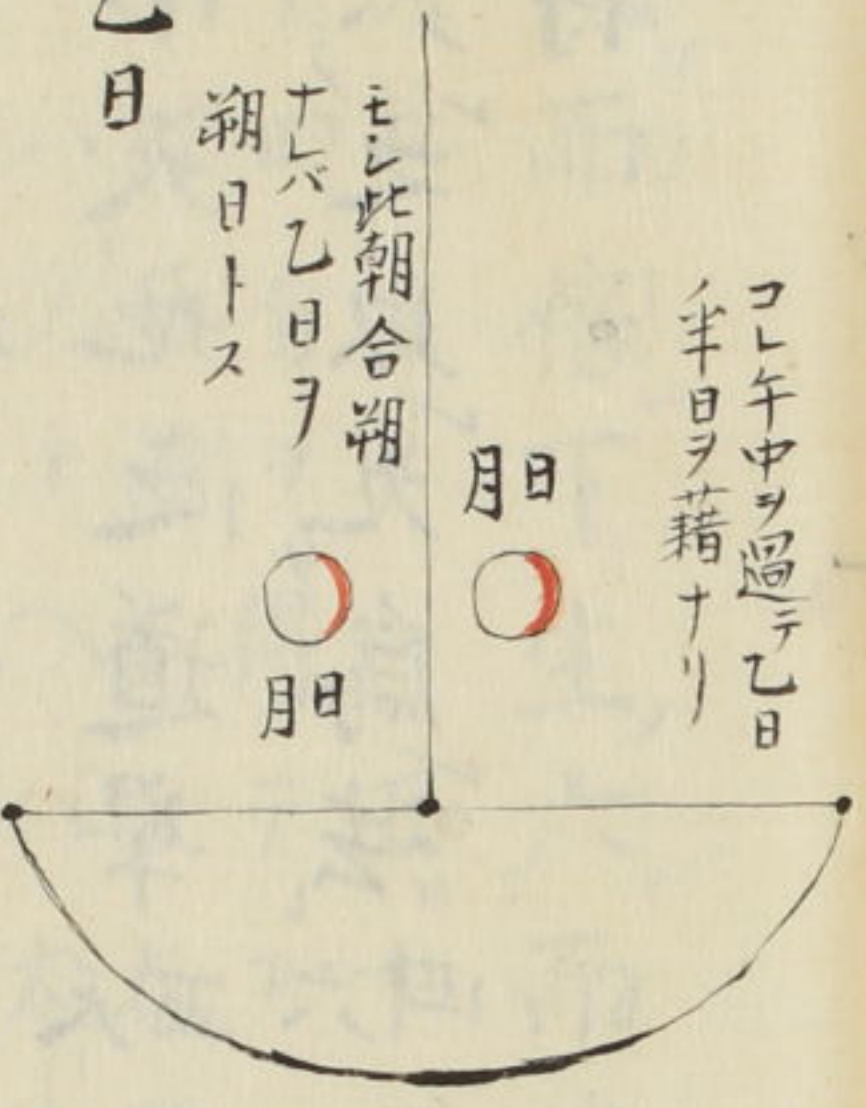 コレ午中ヲ過テ乙日
ノ半日ヲ藉ナリ
日月
モシ此朝合朔
ナレバ乙日ヲ
朔日トス
日月
乙日